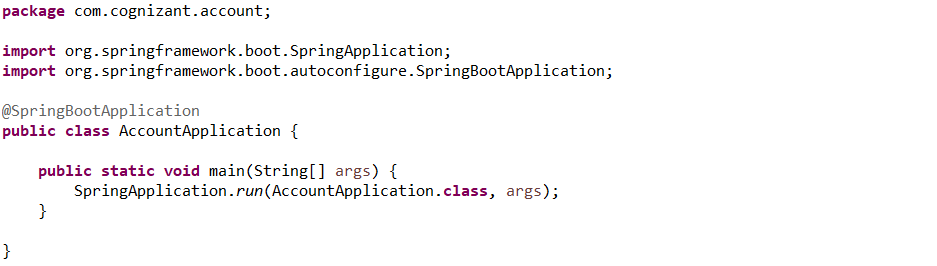 package com.cognizant.account;
import org.springframework.boot.SpringApplication;
import org.springframework.boot.autoconfigure.SpringBootApplication;
@SpringBootApplication
public class AccountApplication {
public static void main(String[] args) {
SpringApplication.run(AccountApplication.class, args);
}
}